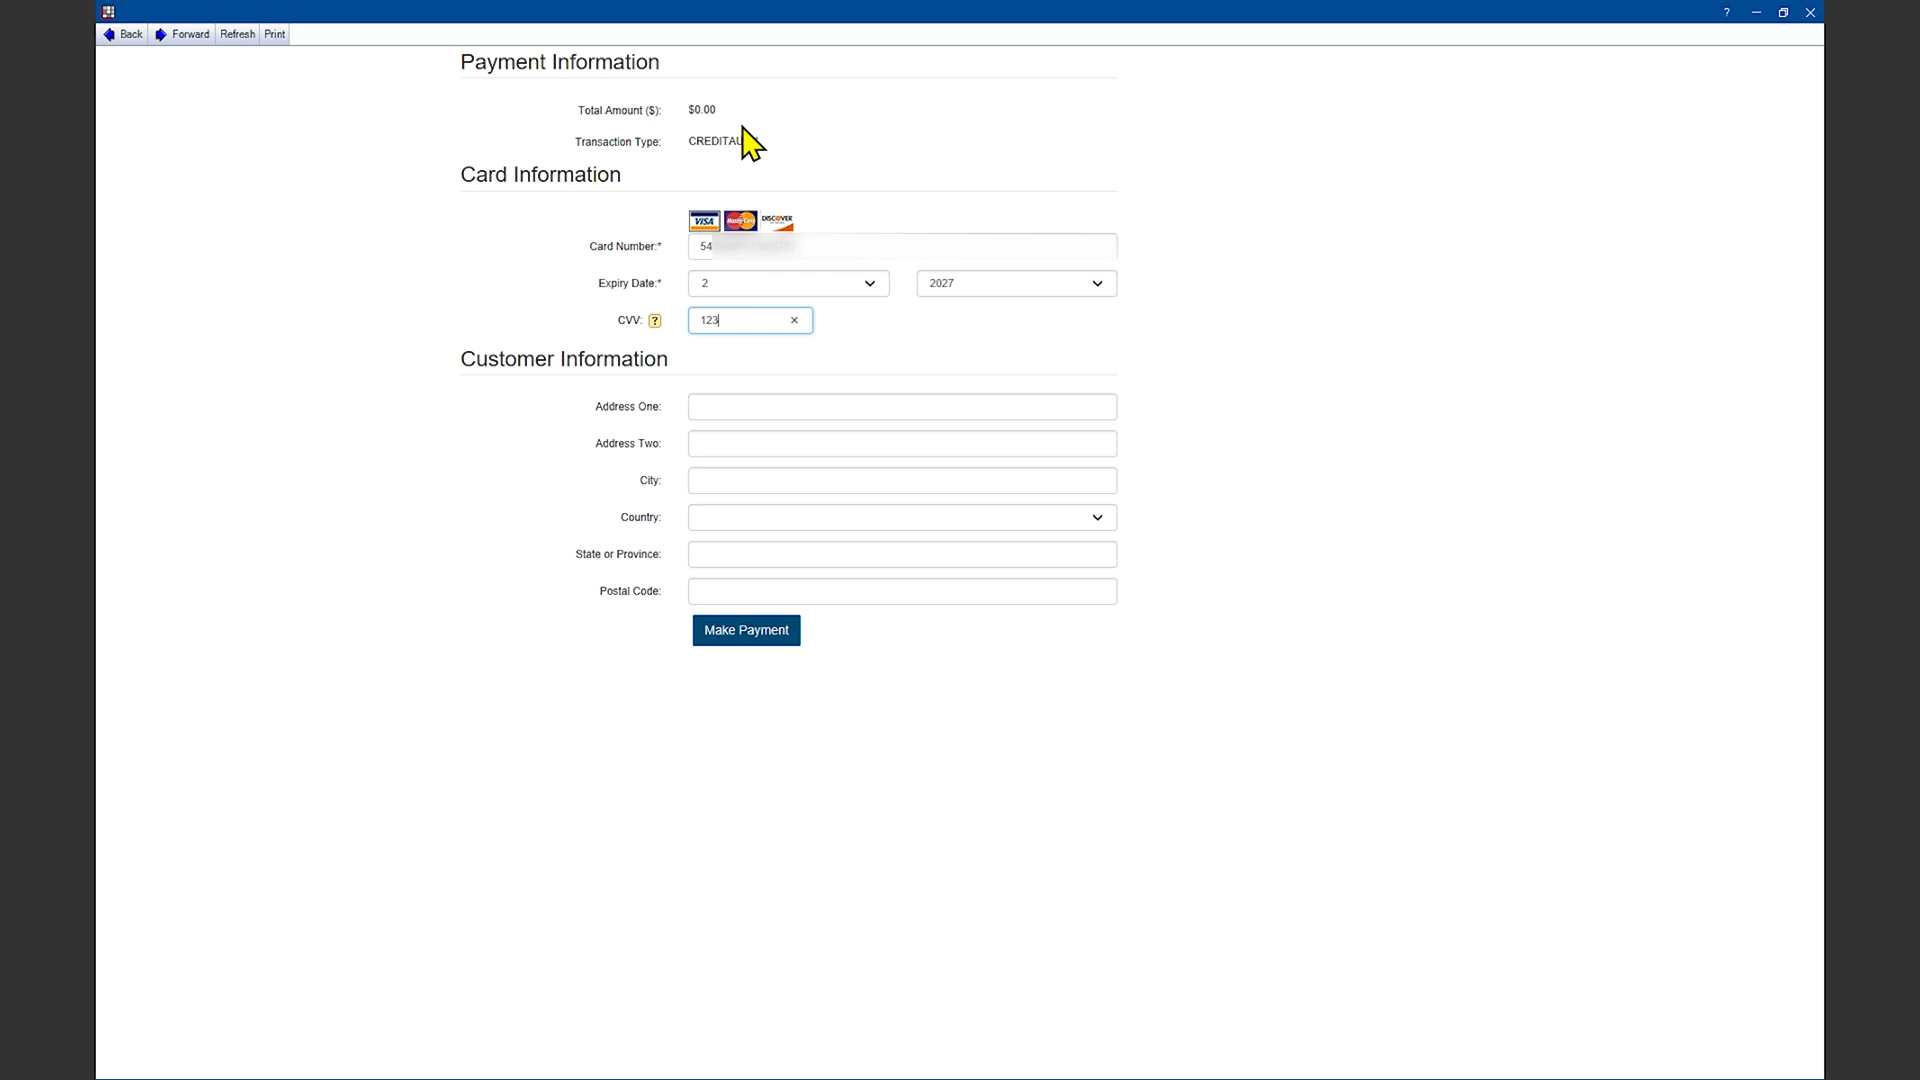 ?
Back Forward Refresh Print
Payment Information
Total Amount ($): $0.00
Transaction Type:
Card Information
VISA MasterCard DISCOVER
Card Number:* 54
Expiry Date:* 2 2027
CVV: ? 123
Customer Information
Address One:
Address Two:
City:
Country:
State or Province:
Postal Code:
Make Payment